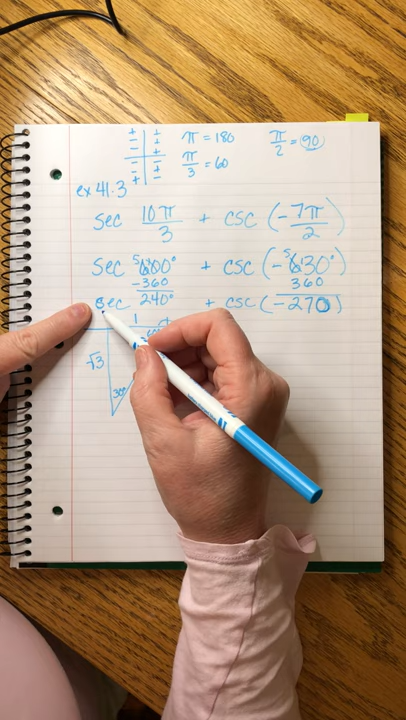 + | + π = 180 π/2 = 90
- | +
- | - π/3 = 60
+ | -
ex 41.3
sec 10π/3 + csc (-7π/2)
sec 600° + csc (-630°)
-360 360
sec 240° + csc (-270)
1
√3
30°